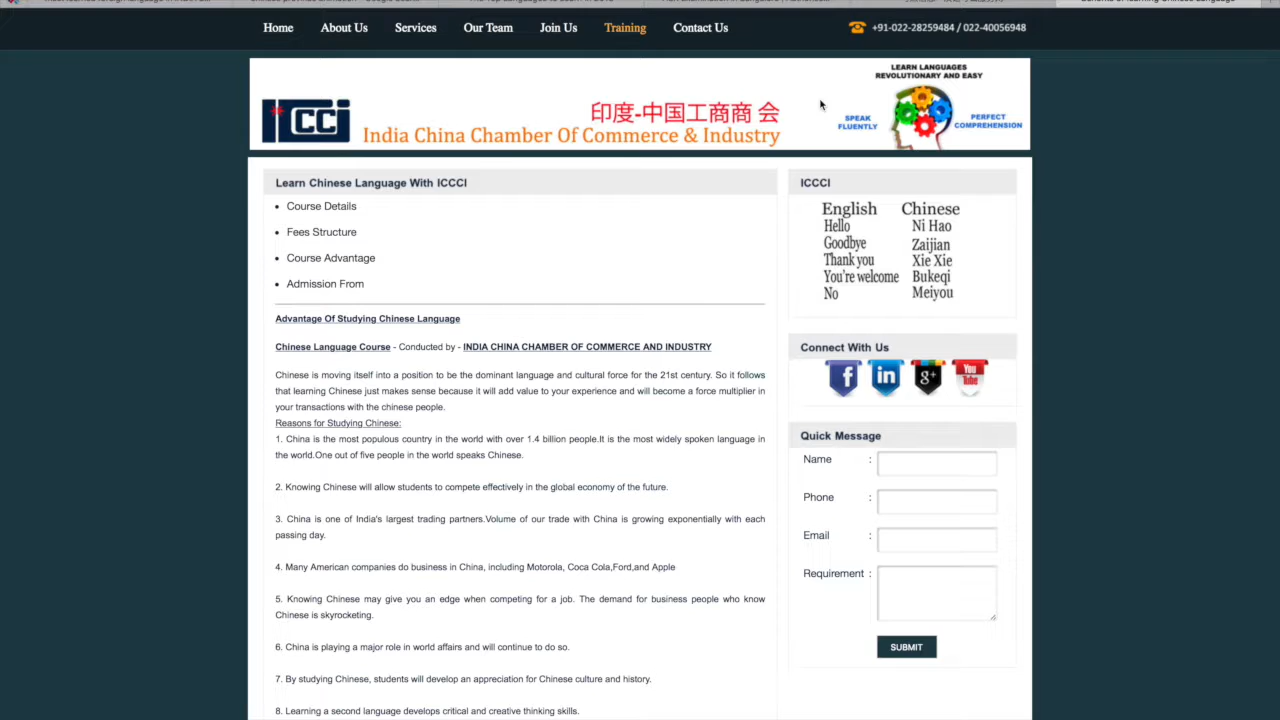 Home About Us Services Our Team Join Us Training Contact Us +91-022-28259484 / 022-40056948
LEARN LANGUAGES
REVOLUTIONARY AND EASY
ICCI
印度-中国工商商 会
India China Chamber Of Commerce & Industry
SPEAK
FLUENTLY
PERFECT
COMPREHENSION
Learn Chinese Language With ICCCI
Course Details
Fees Structure
Course Advantage
Admission From
Advantage Of Studying Chinese Language
Chinese Language Course - Conducted by - INDIA CHINA CHAMBER OF COMMERCE AND INDUSTRY
Chinese is moving itself into a position to be the dominant language and cultural force for the 21st century. So it follows
that learning Chinese just makes sense because it will add value to your experience and will become a force multiplier in
your transactions with the chinese people.
Reasons for Studying Chinese:
1. China is the most populous country in the world with over 1.4 billion people.It is the most widely spoken language in
the world.One out of five people in the world speaks Chinese.
2. Knowing Chinese will allow students to compete effectively in the global economy of the future.
3. China is one of India's largest trading partners.Volume of our trade with China is growing exponentially with each
passing day.
4. Many American companies do business in China, including Motorola, Coca Cola,Ford,and Apple
5. Knowing Chinese may give you an edge when competing for a job. The demand for business people who know
Chinese is skyrocketing.
6. China is playing a major role in world affairs and will continue to do so.
7. By studying Chinese, students will develop an appreciation for Chinese culture and history.
8. Learning a second language develops critical and creative thinking skills.
ICCCI
English Chinese
Hello Ni Hao
Goodbye Zaijian
Thank you Xie Xie
You're welcome Bukeqi
No Meiyou
Connect With Us
f in g+ You Tube
Quick Message
Name :
Phone :
Email :
Requirement :
SUBMIT